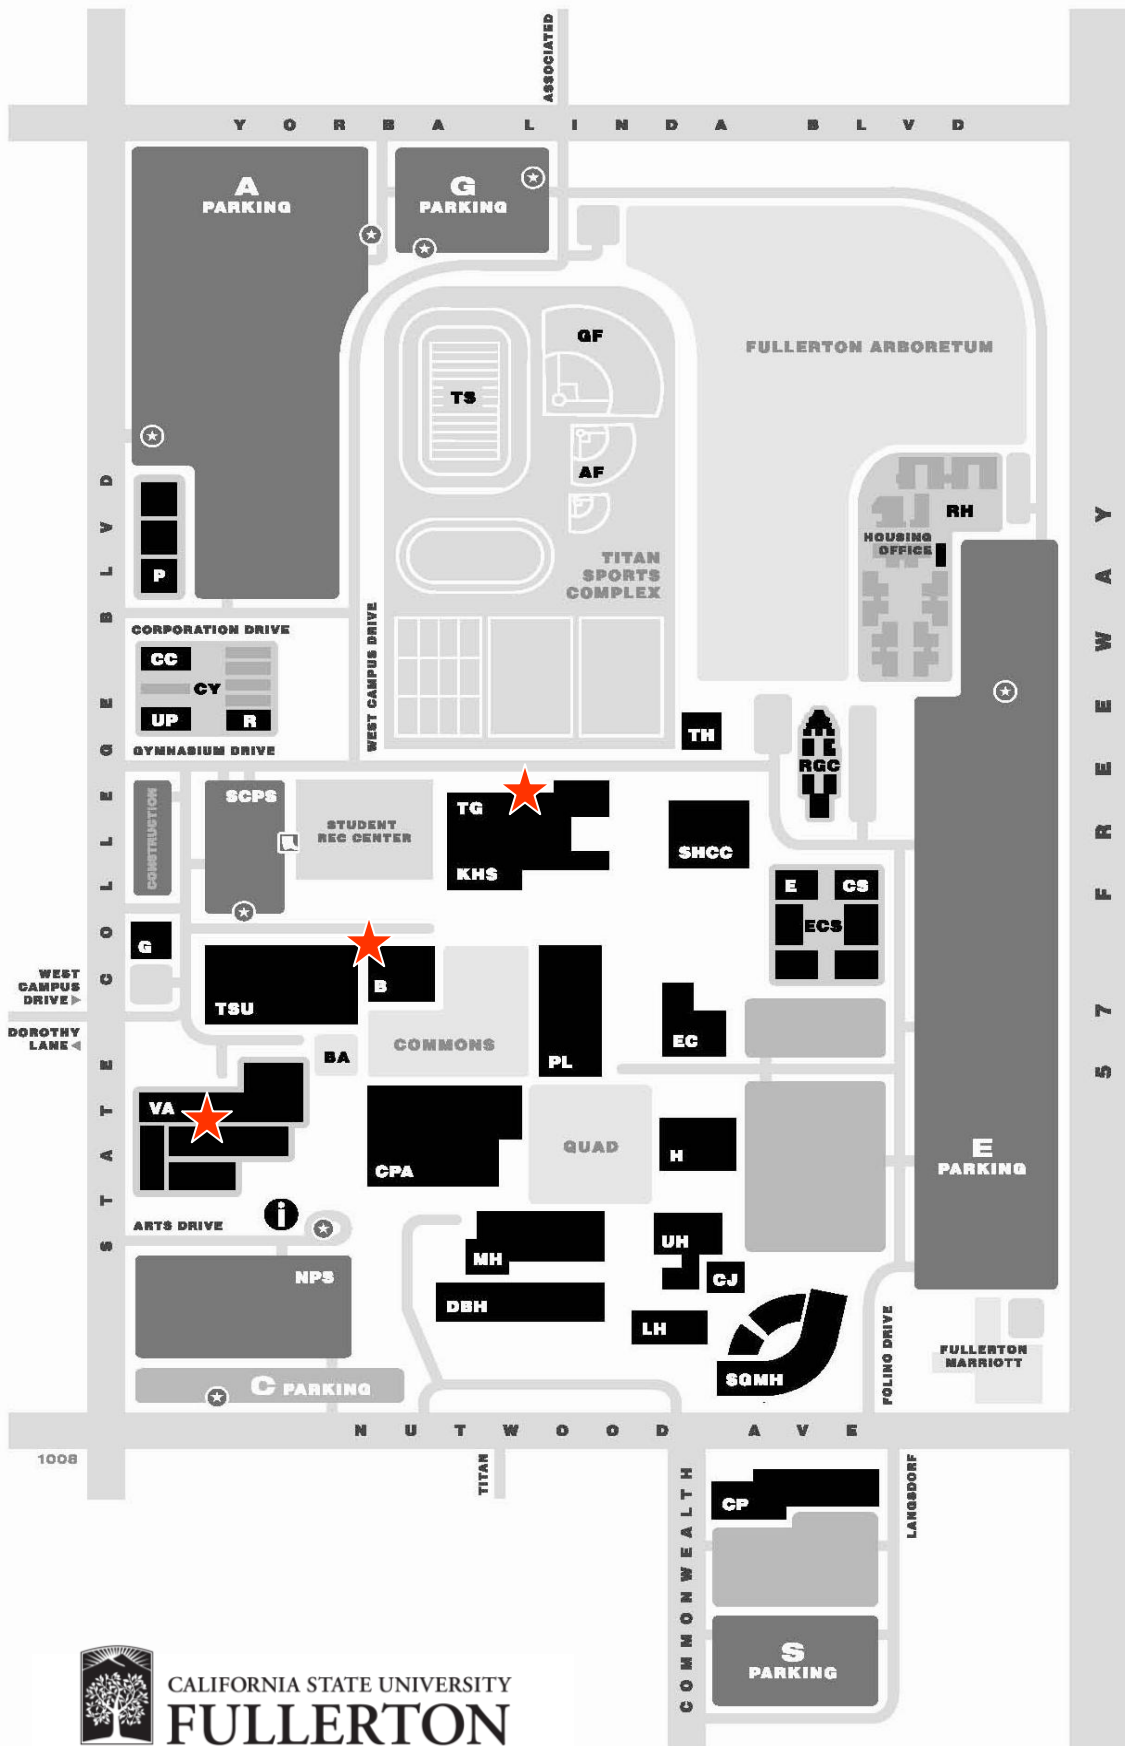 ASSOCIATED
YORBA LINDA BLVD
A
PARKING
G
PARKING
GF
FULLERTON ARBORETUM
TS
AF
RH
HOUSING
OFFICE
TITAN
SPORTS
COMPLEX
P
CORPORATION DRIVE
CC
CY
UP
R
GYMNASIUM DRIVE
WEST CAMPUS DRIVE
STATE COLLEGE BLVD
57 FREEWAY
TH
RGC
CONSTRUCTION
SCPS
STUDENT
REC CENTER
TG
KHS
SHCC
E
CS
ECS
G
WEST
CAMPUS
DRIVE
DOROTHY
LANE
TSU
B
COMMONS
PL
EC
BA
VA
CPA
QUAD
H
E
PARKING
i
ARTS DRIVE
NPS
MH
UH
CJ
DBH
LH
SGMH
FOLINO DRIVE
FULLERTON
MARRIOTT
C PARKING
NUTWOOD AVE
1008
TITAN
COMMONWEALTH
LANGSDORF
CP
S
PARKING
CALIFORNIA STATE UNIVERSITY
FULLERTON